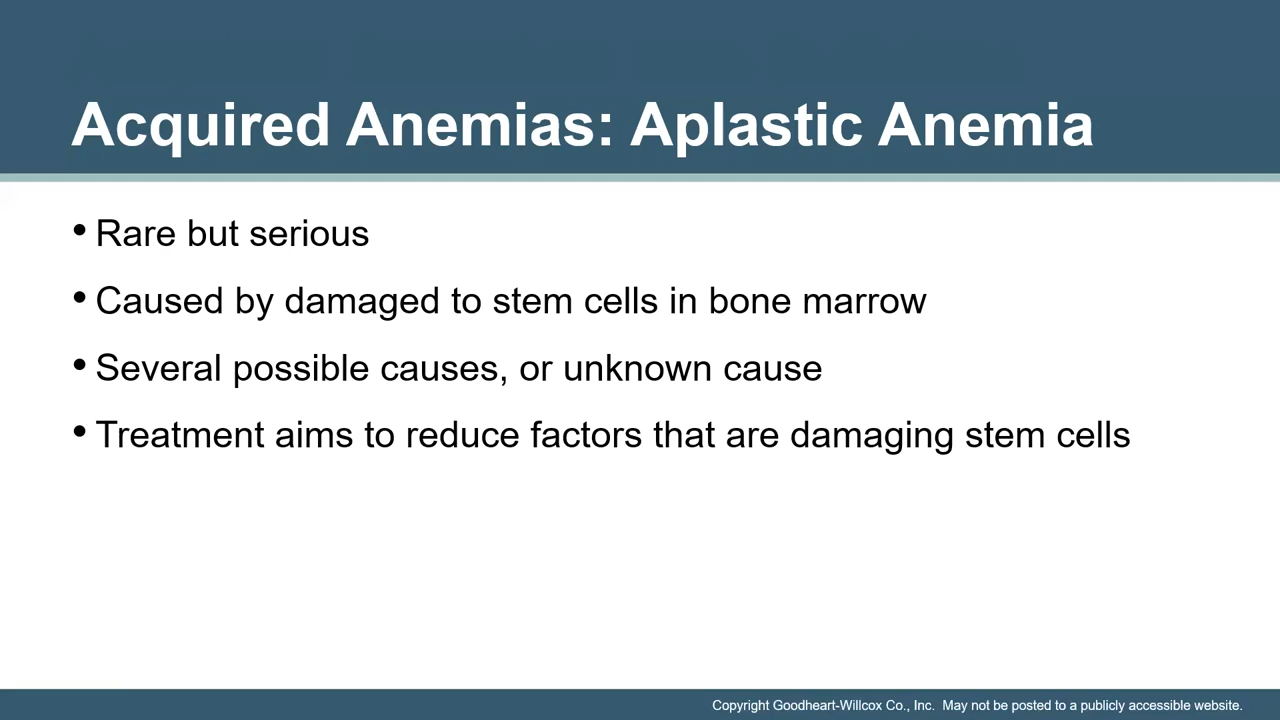 Acquired Anemias: Aplastic Anemia
• Rare but serious
• Caused by damaged to stem cells in bone marrow
• Several possible causes, or unknown cause
• Treatment aims to reduce factors that are damaging stem cells
Copyright Goodheart-Willcox Co., Inc. May not be posted to a publicly accessible website.